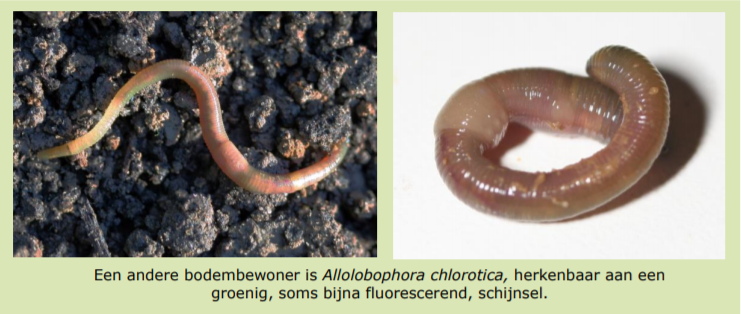 Een andere bodembewoner is Allolobophora chlorotica, herkenbaar aan een
groenig, soms bijna fluorescerend, schijnsel.